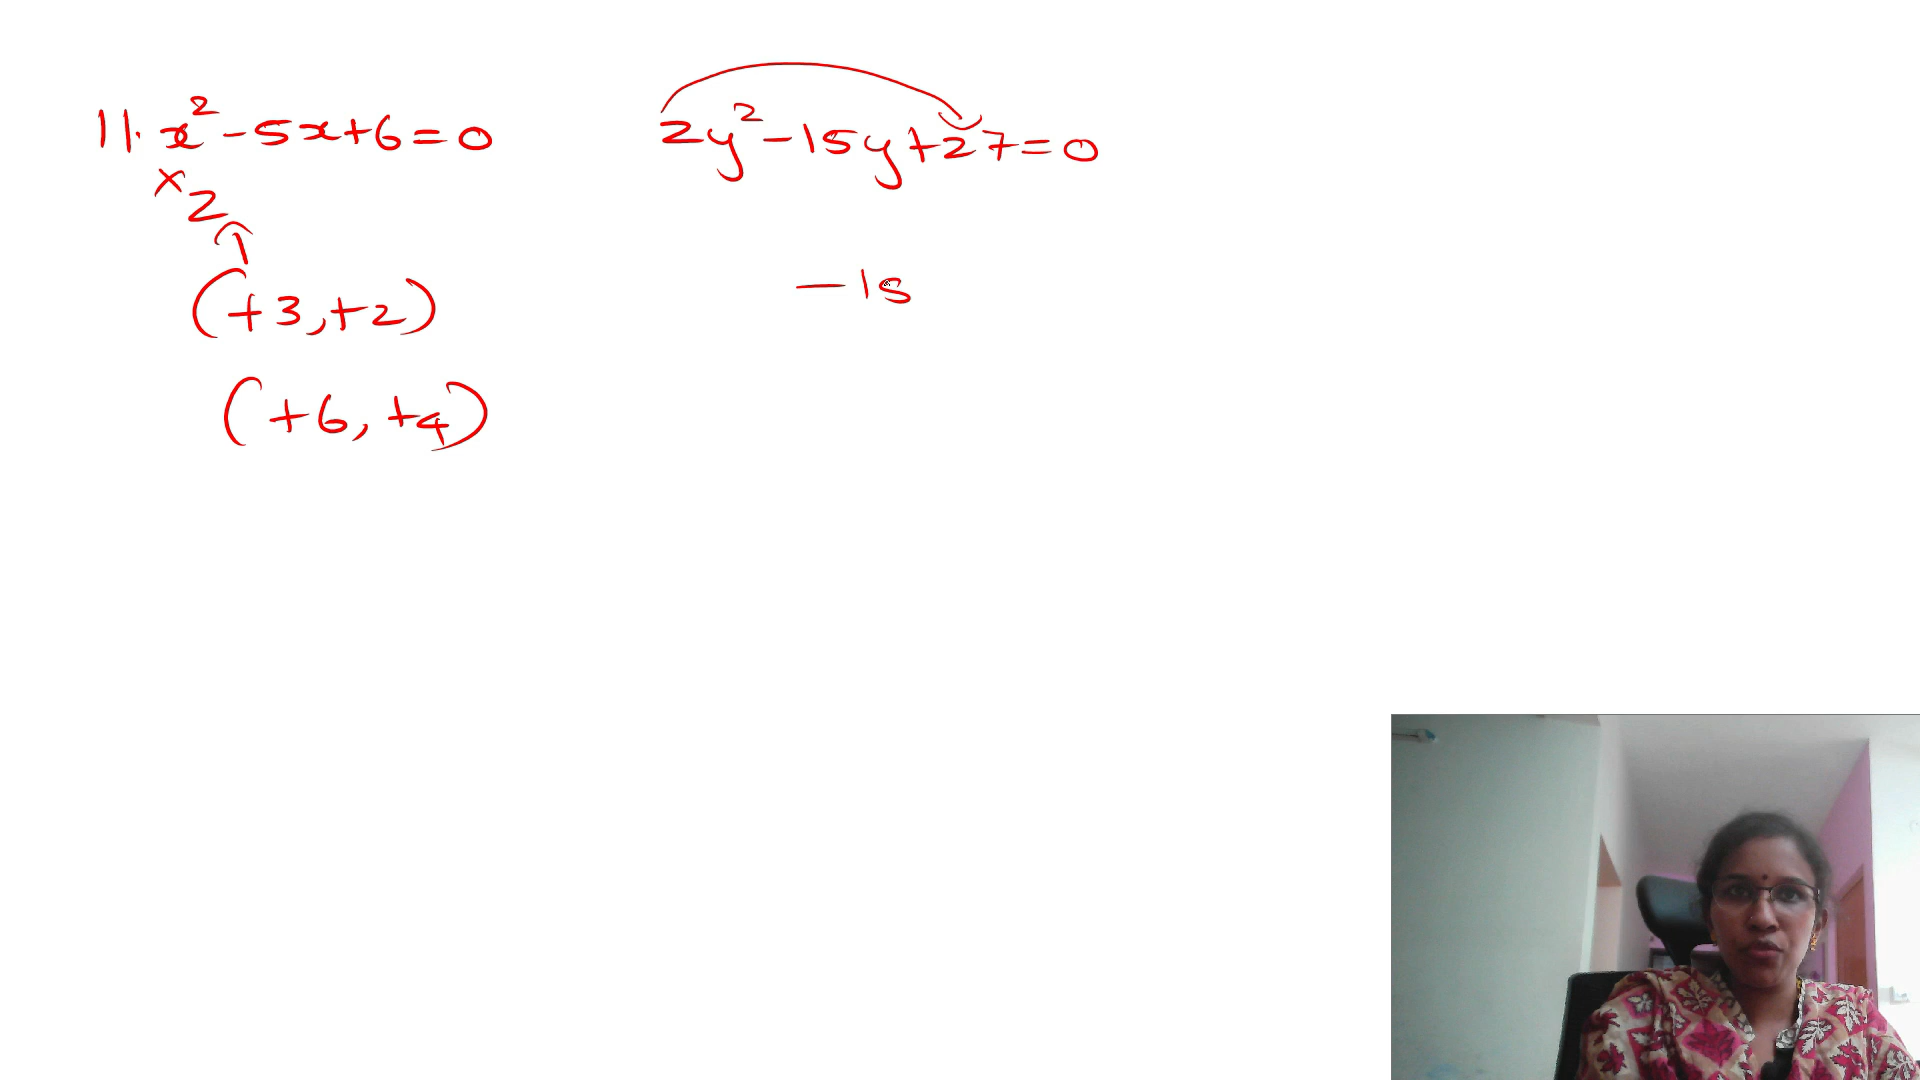 11. x² - 5x + 6 = 0
×2
(+3, +2)
(+6, +4)
2y² - 15y + 27 = 0
-15